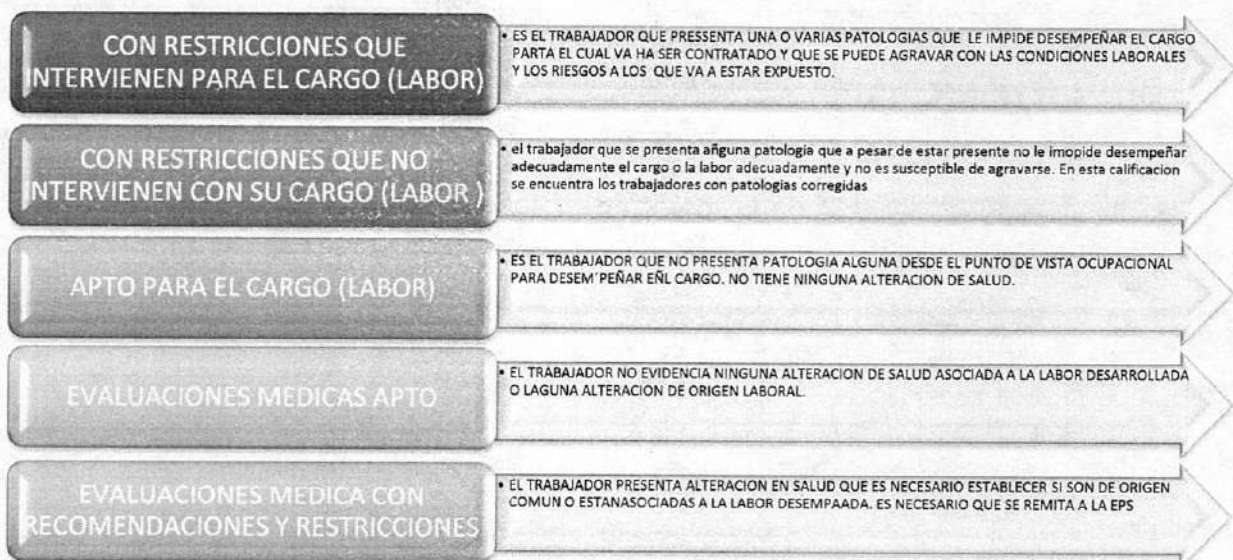 CON RESTRICCIONES QUE
INTERVIENEN PARA EL CARGO (LABOR)
• ES EL TRABAJADOR QUE PRESSENTA UNA O VARIAS PATOLOGIAS QUE LE IMPIDE DESEMPEÑAR EL CARGO
PARTA EL CUAL VA HA SER CONTRATADO Y QUE SE PUEDE AGRAVAR CON LAS CONDICIONES LABORALES
Y LOS RIESGOS A LOS QUE VA A ESTAR EXPUESTO.
CON RESTRICCIONES QUE NO
INTERVIENEN CON SU CARGO (LABOR )
• el trabajador que se presenta añguna patologia que a pesar de estar presente no le imopide desempeñar
adecuadamente el cargo o la labor adecuadamente y no es susceptible de agravarse. En esta calificacion
se encuentra los trabajadores con patologias corregidas
APTO PARA EL CARGO (LABOR)
• ES EL TRABAJADOR QUE NO PRESENTA PATOLOGIA ALGUNA DESDE EL PUNTO DE VISTA OCUPACIONAL
PARA DESEM´PEÑAR EÑL CARGO. NO TIENE NINGUNA ALTERACION DE SALUD.
EVALUACIONES MEDICAS APTO
• EL TRABAJADOR NO EVIDENCIA NINGUNA ALTERACION DE SALUD ASOCIADA A LA LABOR DESARROLLADA
O LAGUNA ALTERACION DE ORIGEN LABORAL.
EVALUACIONES MEDICA CON
RECOMENDACIONES Y RESTRICCIONES
• EL TRABAJADOR PRESENTA ALTERACION EN SALUD QUE ES NECESARIO ESTABLECER SI SON DE ORIGEN
COMUN O ESTANASOCIADAS A LA LABOR DESEMPAADA. ES NECESARIO QUE SE REMITA A LA EPS